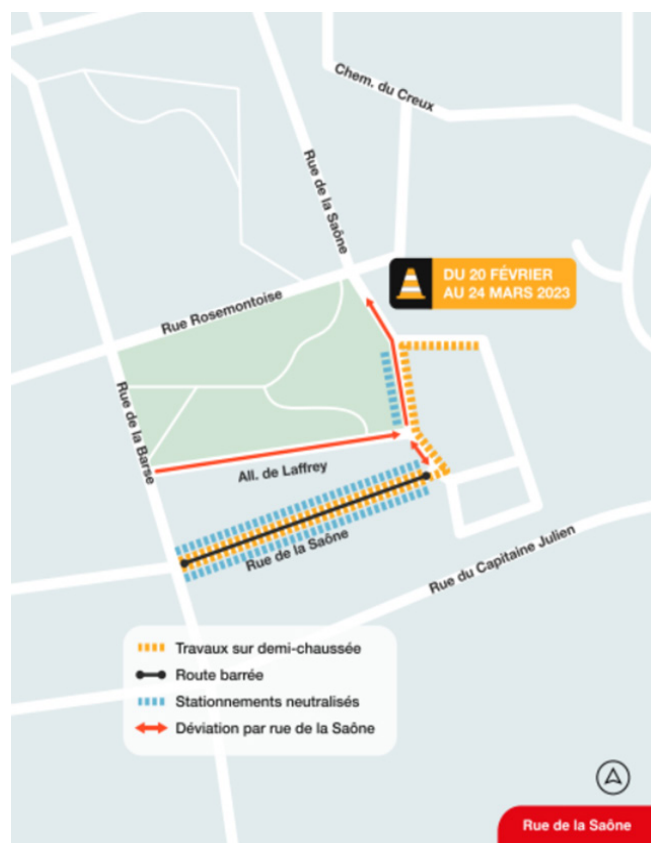 Chem. du Creux
Rue de la Saône
DU 20 FÉVRIER
AU 24 MARS 2023
Rue Rosemontoise
Rue de la Barse
All. de Laffrey
Rue de la Saône
Rue du Capitaine Julien
Travaux sur demi-chaussée
Route barrée
Stationnements neutralisés
Déviation par rue de la Saône
Rue de la Saône